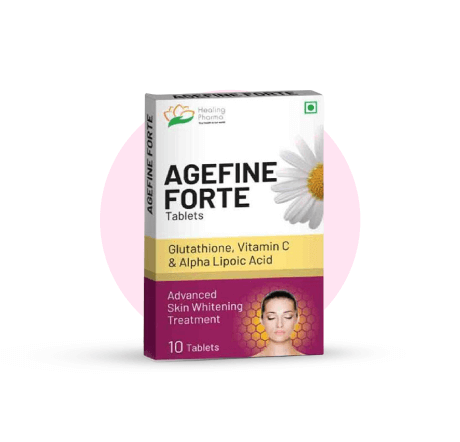 Healing
Pharma
AGEFINE FORTE
AGEFINE
FORTE
Tablets
Glutathione, Vitamin C
& Alpha Lipoic Acid
Advanced
Skin Whitening
Treatment
10 Tablets